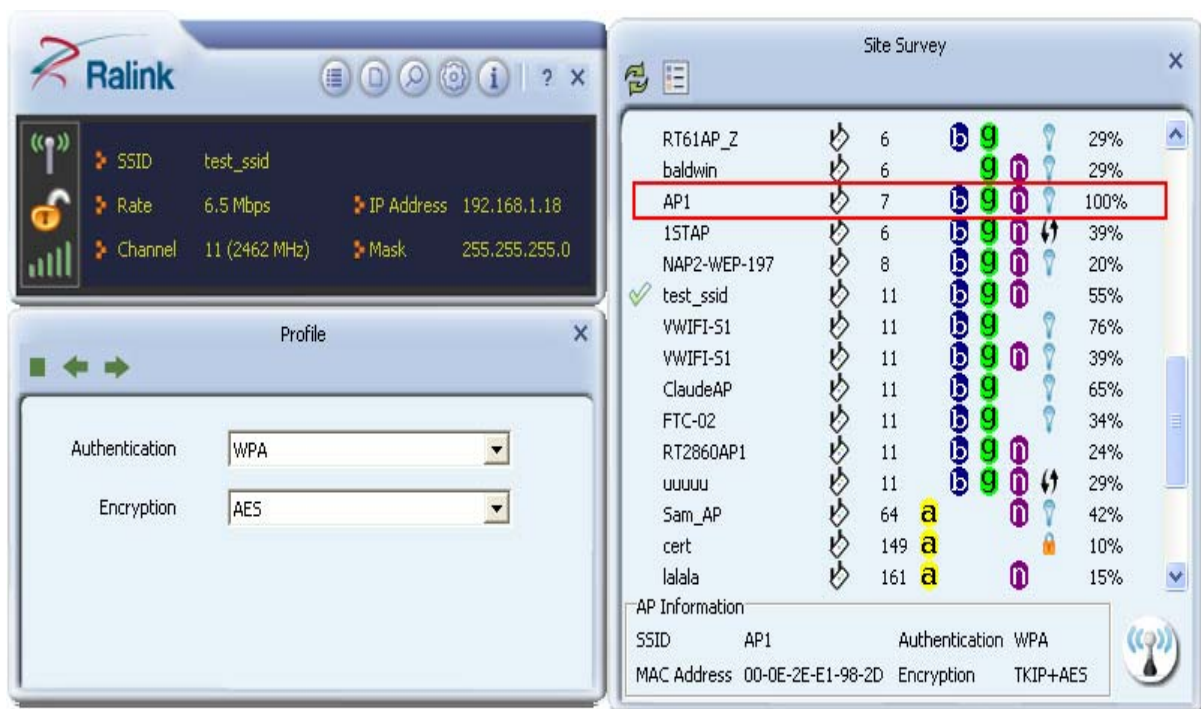 Ralink
? ×
SSID test_ssid
Rate 6.5 Mbps IP Address 192.168.1.18
Channel 11 (2462 MHz) Mask 255.255.255.0
Profile ×
Authentication WPA
Encryption AES
Site Survey ×
RT61AP_Z 6 b g 29%
baldwin 6 g n 29%
AP1 7 b g n 100%
1STAP 6 b g n 39%
NAP2-WEP-197 8 b g n 20%
test_ssid 11 b g n 55%
VWIFI-S1 11 b g 76%
VWIFI-S1 11 b g n 39%
ClaudeAP 11 b g 65%
FTC-02 11 b g 34%
RT2860AP1 11 b g n 24%
uuuuu 11 b g n 29%
Sam_AP 64 a n 42%
cert 149 a 10%
lalala 161 a n 15%
AP Information
SSID AP1 Authentication WPA
MAC Address 00-0E-2E-E1-98-2D Encryption TKIP+AES